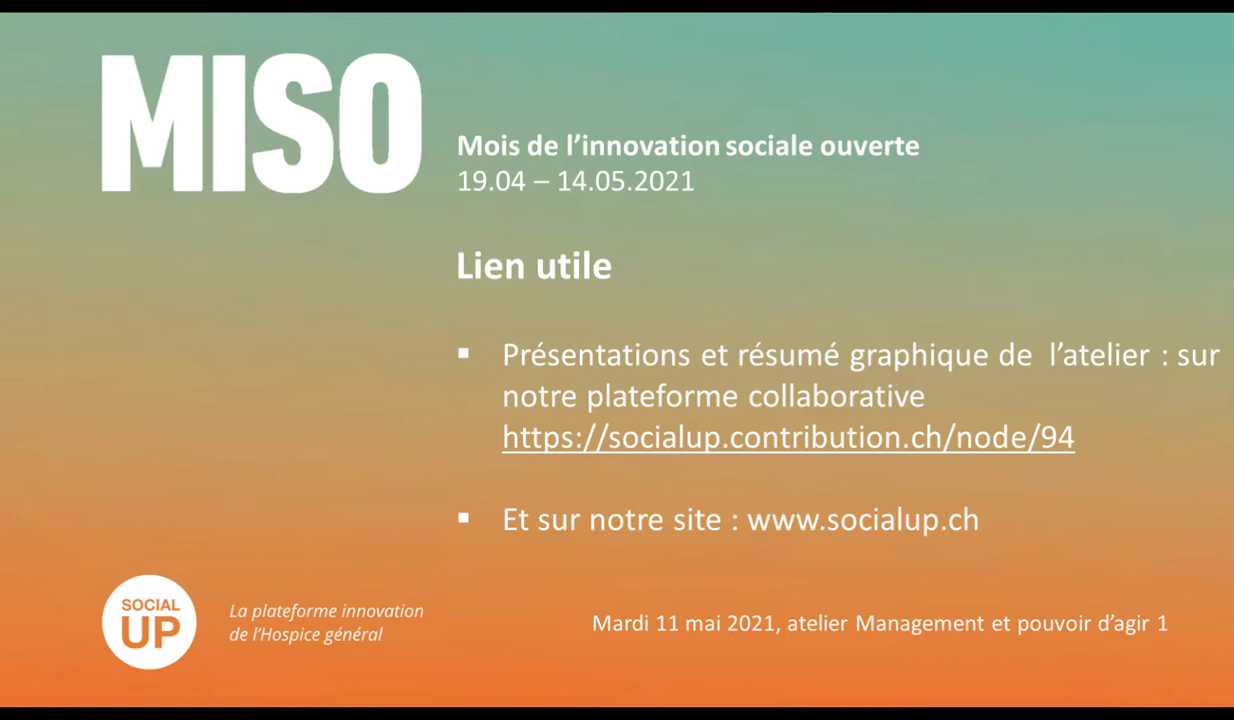 MISO
Mois de l’innovation sociale ouverte
19.04 – 14.05.2021
Lien utile
▪ Présentations et résumé graphique de l’atelier : sur
notre plateforme collaborative
https://socialup.contribution.ch/node/94
▪ Et sur notre site : www.socialup.ch
SOCIAL
UP
La plateforme innovation
de l’Hospice général
Mardi 11 mai 2021, atelier Management et pouvoir d’agir 1